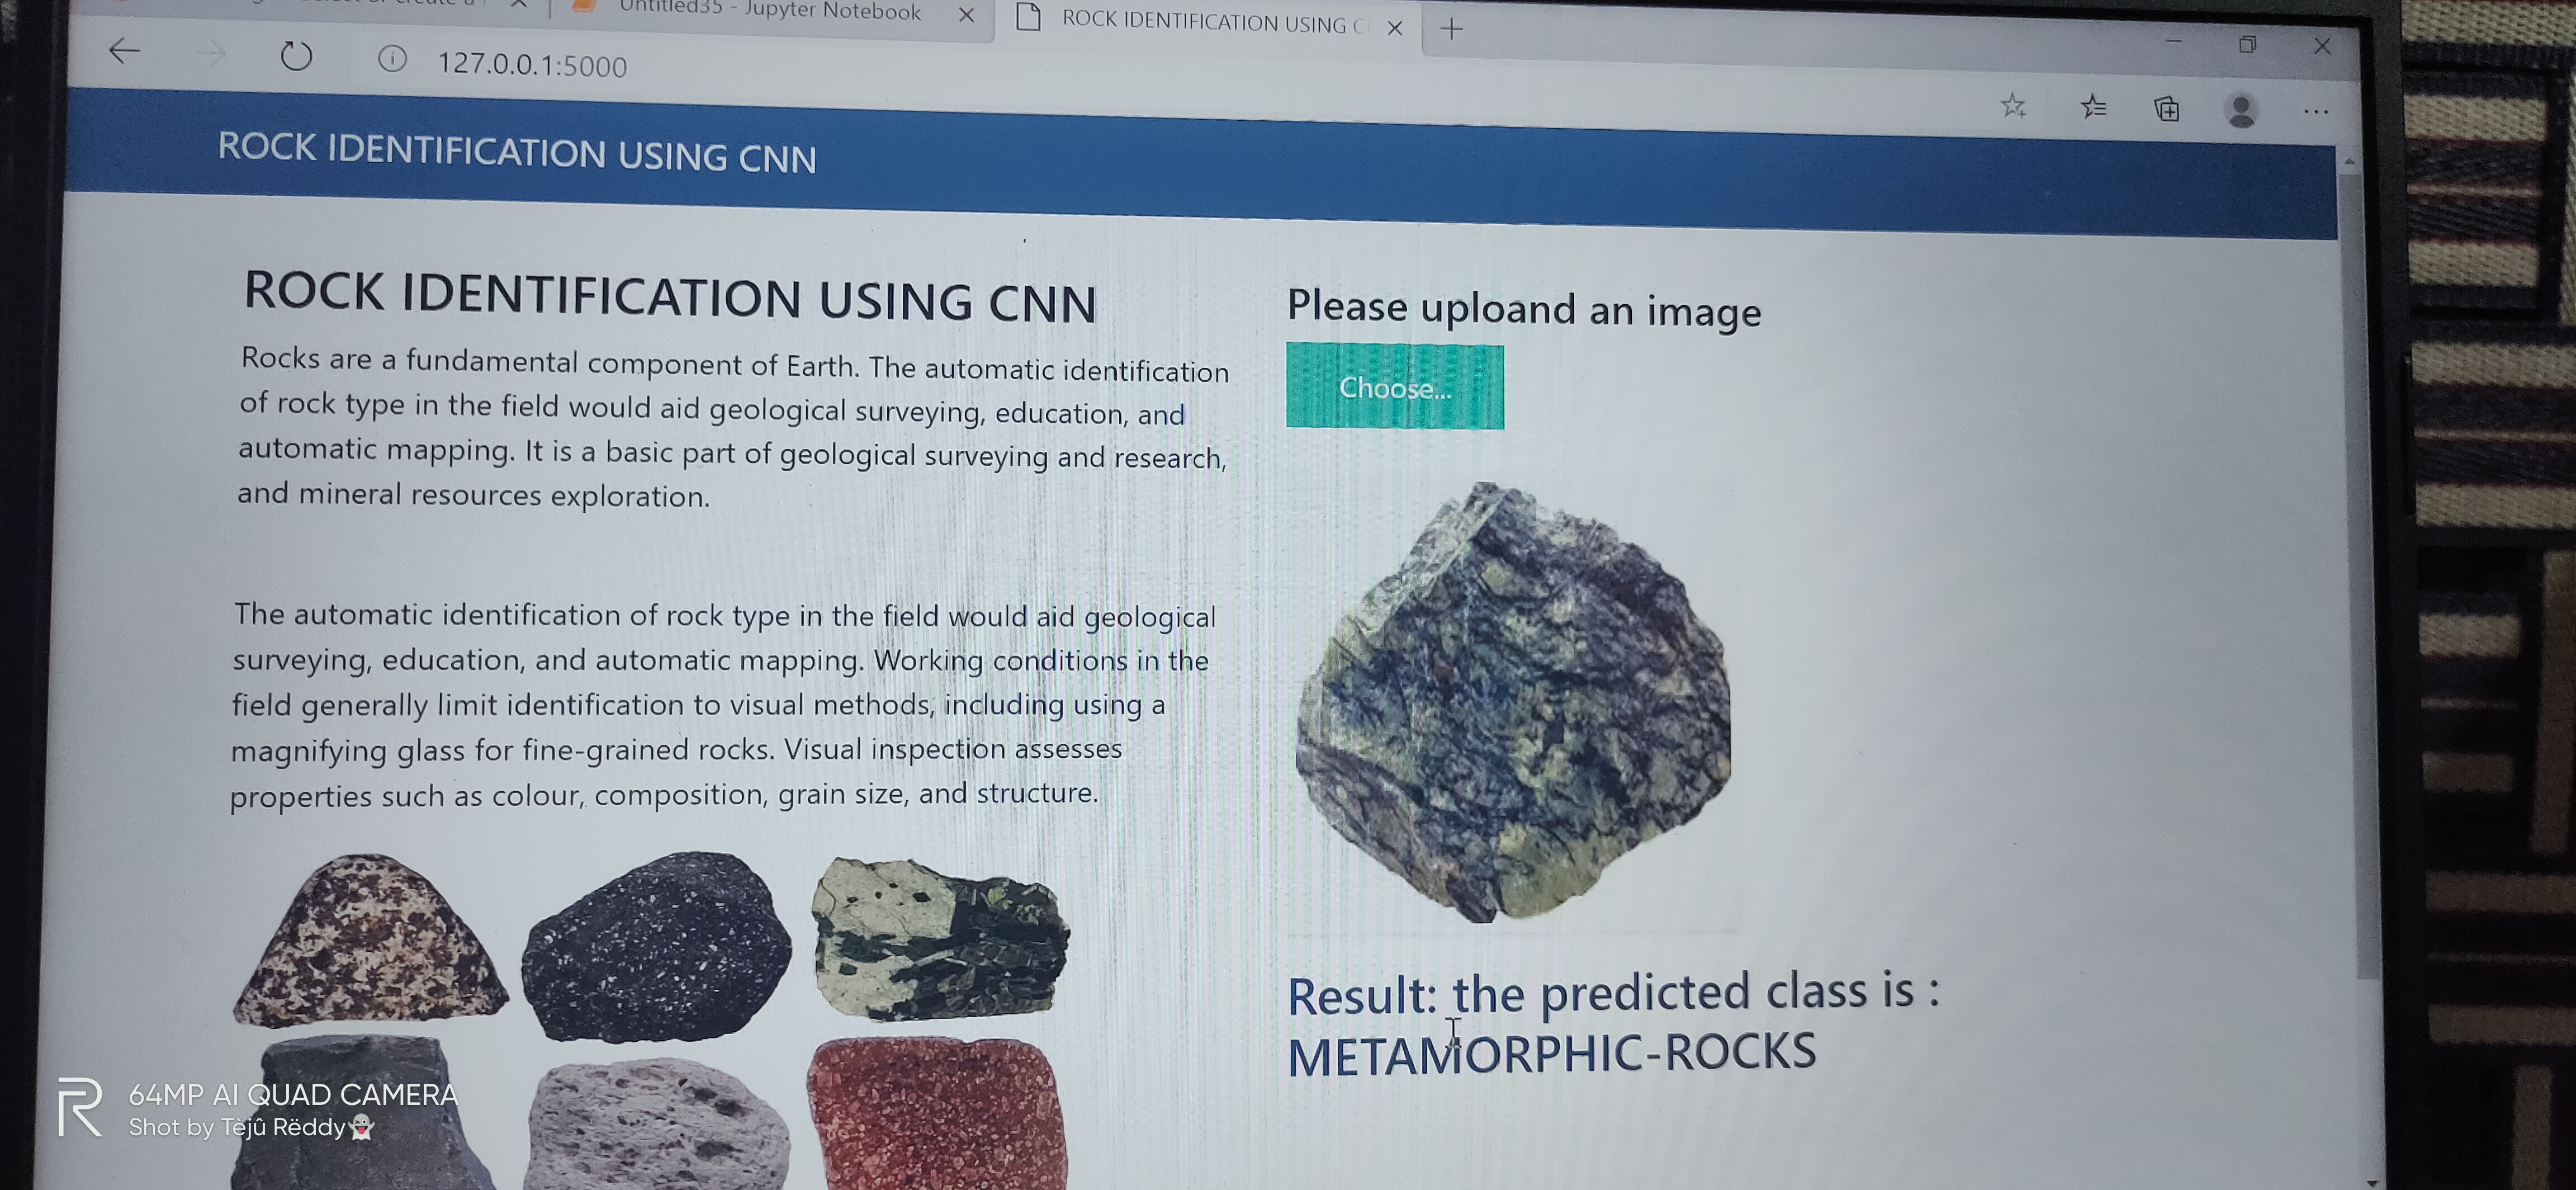 Untitled35 - Jupyter Notebook
ROCK IDENTIFICATION USING C
127.0.0.1:5000
ROCK IDENTIFICATION USING CNN
ROCK IDENTIFICATION USING CNN
Rocks are a fundamental component of Earth. The automatic identification
of rock type in the field would aid geological surveying, education, and
automatic mapping. It is a basic part of geological surveying and research,
and mineral resources exploration.
The automatic identification of rock type in the field would aid geological
surveying, education, and automatic mapping. Working conditions in the
field generally limit identification to visual methods, including using a
magnifying glass for fine-grained rocks. Visual inspection assesses
properties such as colour, composition, grain size, and structure.
Please uploand an image
Choose...
Result: the predicted class is :
METAMORPHIC-ROCKS
R
64MP AI QUAD CAMERA
Shot by Tèjû Rëddy👻